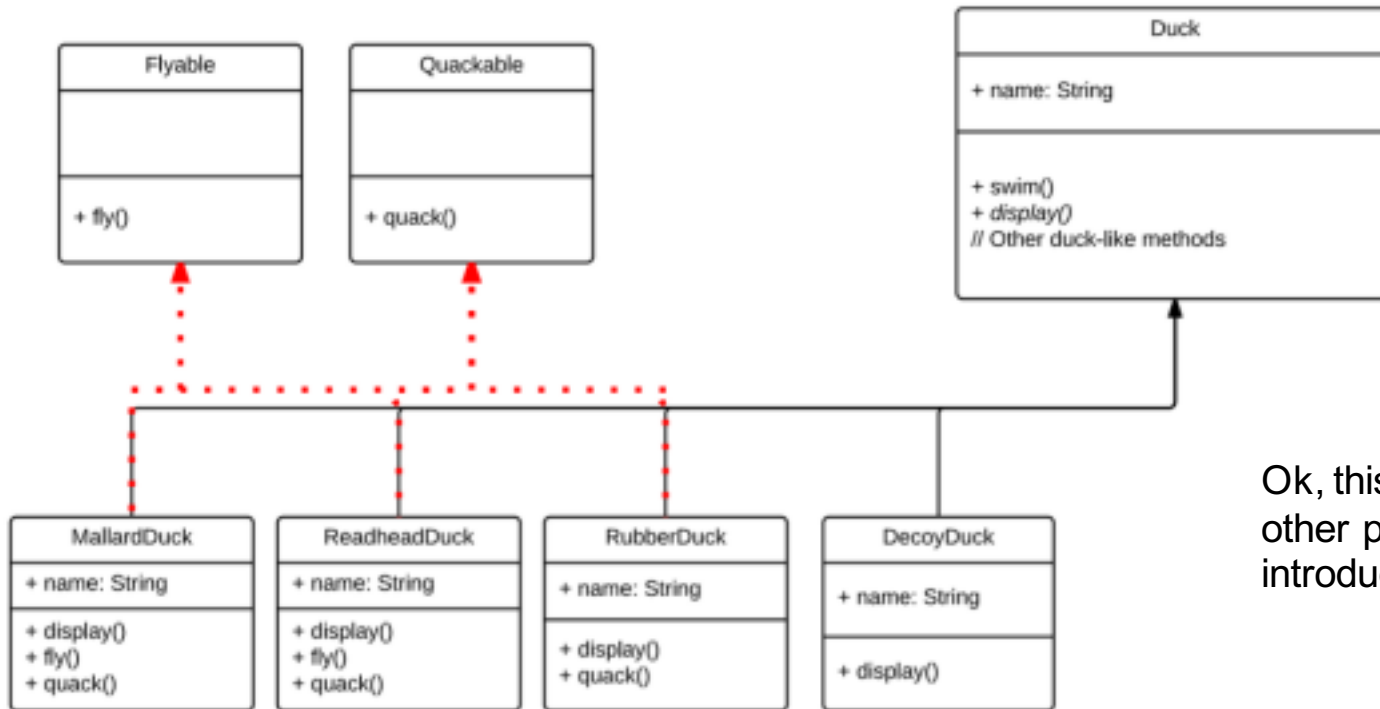 Flyable
+ fly()
Quackable
+ quack()
Duck
+ name: String
+ swim()
+ display()
// Other duck-like methods
MallardDuck
+ name: String
+ display()
+ fly()
+ quack()
ReadheadDuck
+ name: String
+ display()
+ fly()
+ quack()
RubberDuck
+ name: String
+ display()
+ quack()
DecoyDuck
+ name: String
+ display()
Ok, this
other